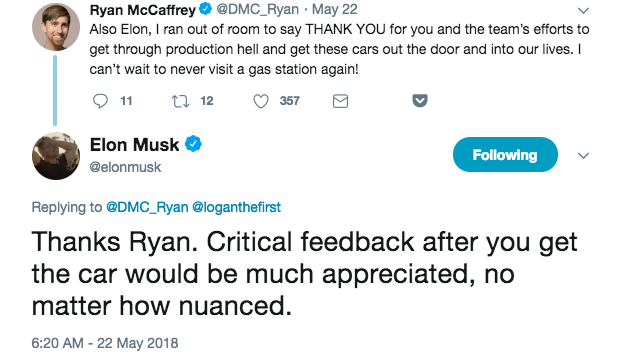 Ryan McCaffrey @DMC_Ryan · May 22
Also Elon, I ran out of room to say THANK YOU for you and the team's efforts to
get through production hell and get these cars out the door and into our lives. I
can't wait to never visit a gas station again!
11 12 357
Elon Musk
@elonmusk
Following
Replying to @DMC_Ryan @loganthefirst
Thanks Ryan. Critical feedback after you get
the car would be much appreciated, no
matter how nuanced.
6:20 AM - 22 May 2018